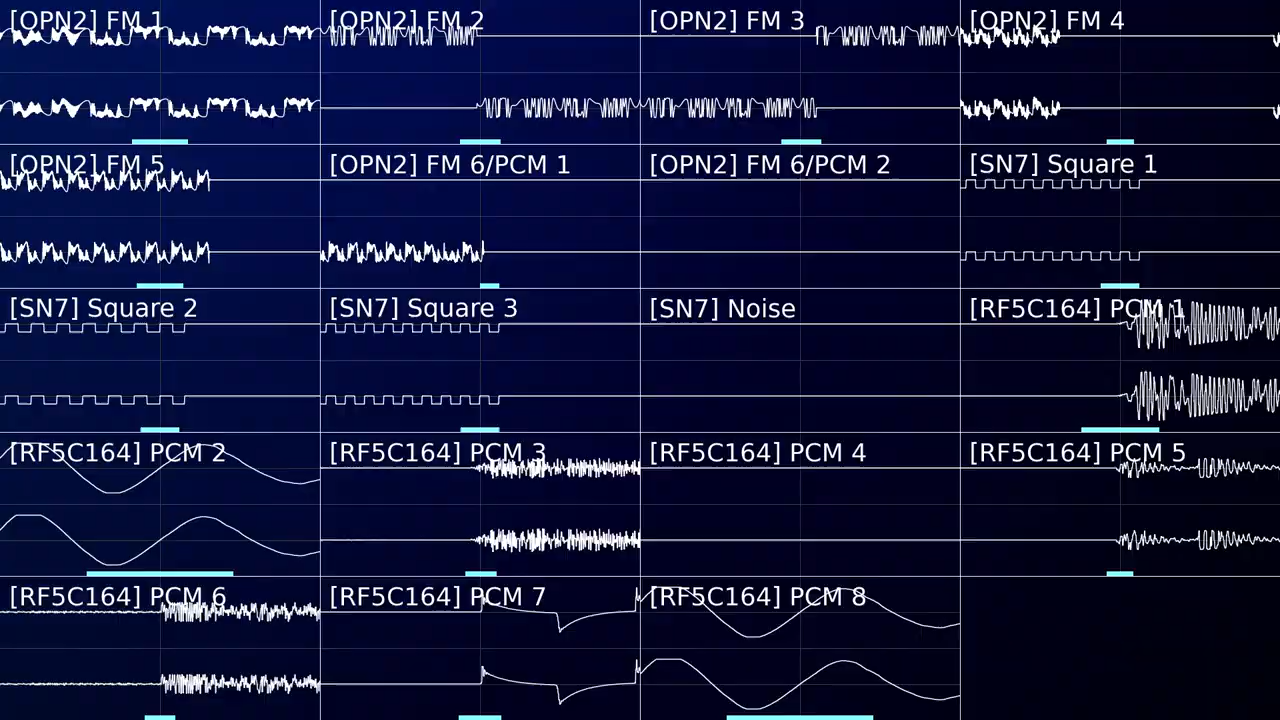 [OPN2] FM 1
[OPN2] FM 2
[OPN2] FM 3
[OPN2] FM 4
[OPN2] FM 5
[OPN2] FM 6/PCM 1
[OPN2] FM 6/PCM 2
[SN7] Square 1
[SN7] Square 2
[SN7] Square 3
[SN7] Noise
[RF5C164] PCM 1
[RF5C164] PCM 2
[RF5C164] PCM 3
[RF5C164] PCM 4
[RF5C164] PCM 5
[RF5C164] PCM 6
[RF5C164] PCM 7
[RF5C164] PCM 8